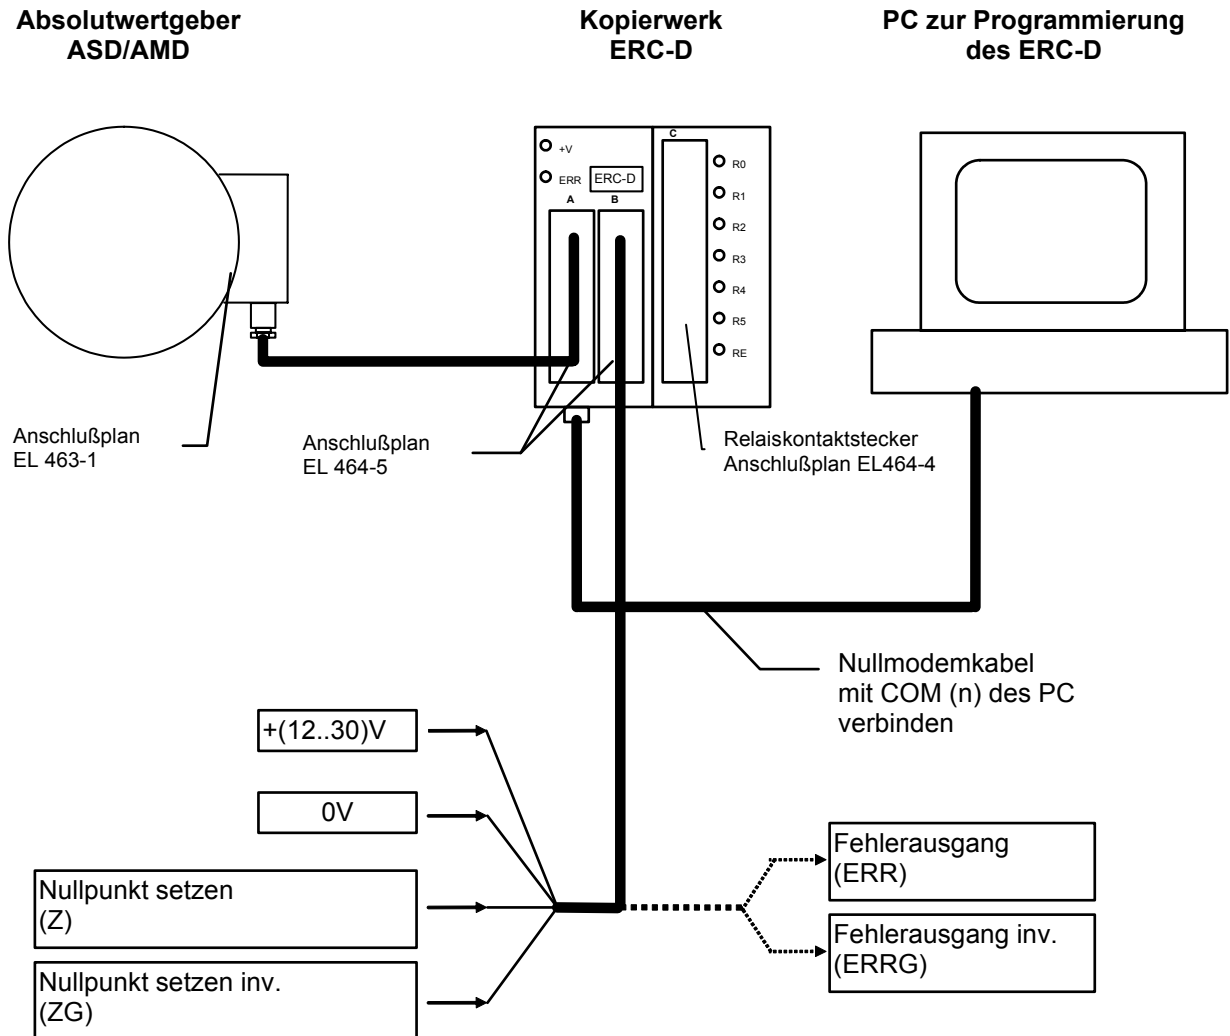 Absolutwertgeber
ASD/AMD
Kopierwerk
ERC-D
PC zur Programmierung
des ERC-D
+V
ERR
ERC-D
A
B
C
R0
R1
R2
R3
R4
R5
RE
Anschlußplan
EL 463-1
Anschlußplan
EL 464-5
Relaiskontaktstecker
Anschlußplan EL464-4
Nullmodemkabel
mit COM (n) des PC
verbinden
+(12..30)V
0V
Nullpunkt setzen
(Z)
Nullpunkt setzen inv.
(ZG)
Fehlerausgang
(ERR)
Fehlerausgang inv.
(ERRG)